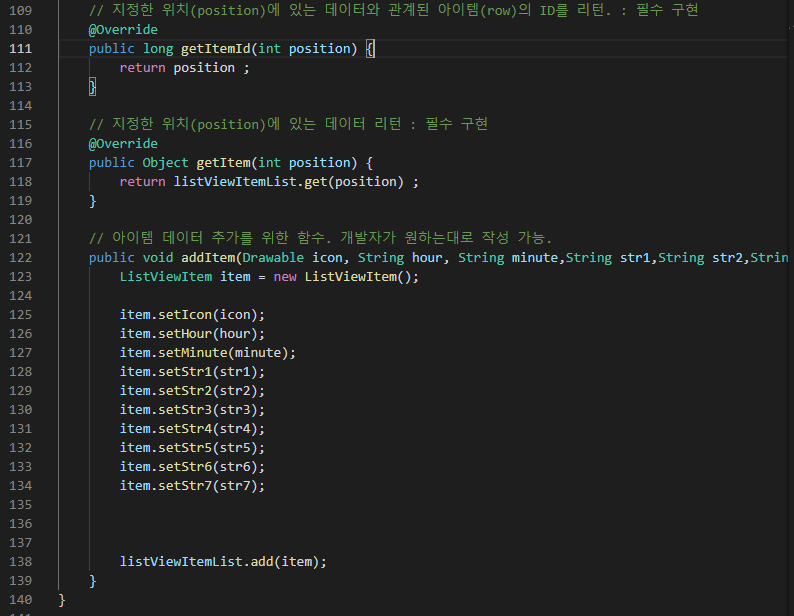 109 // 지정한 위치(position)에 있는 데이터와 관계된 아이템(row)의 ID를 리턴. : 필수 구현
110 @Override
111 public long getItemId(int position) {
112 return position ;
113 }
114
115 // 지정한 위치(position)에 있는 데이터 리턴 : 필수 구현
116 @Override
117 public Object getItem(int position) {
118 return listViewItemList.get(position) ;
119 }
120
121 // 아이템 데이터 추가를 위한 함수. 개발자가 원하는대로 작성 가능.
122 public void addItem(Drawable icon, String hour, String minute,String str1,String str2,Strin
123 ListViewItem item = new ListViewItem();
124
125 item.setIcon(icon);
126 item.setHour(hour);
127 item.setMinute(minute);
128 item.setStr1(str1);
129 item.setStr2(str2);
130 item.setStr3(str3);
131 item.setStr4(str4);
132 item.setStr5(str5);
133 item.setStr6(str6);
134 item.setStr7(str7);
135
136
137
138 listViewItemList.add(item);
139 }
140 }